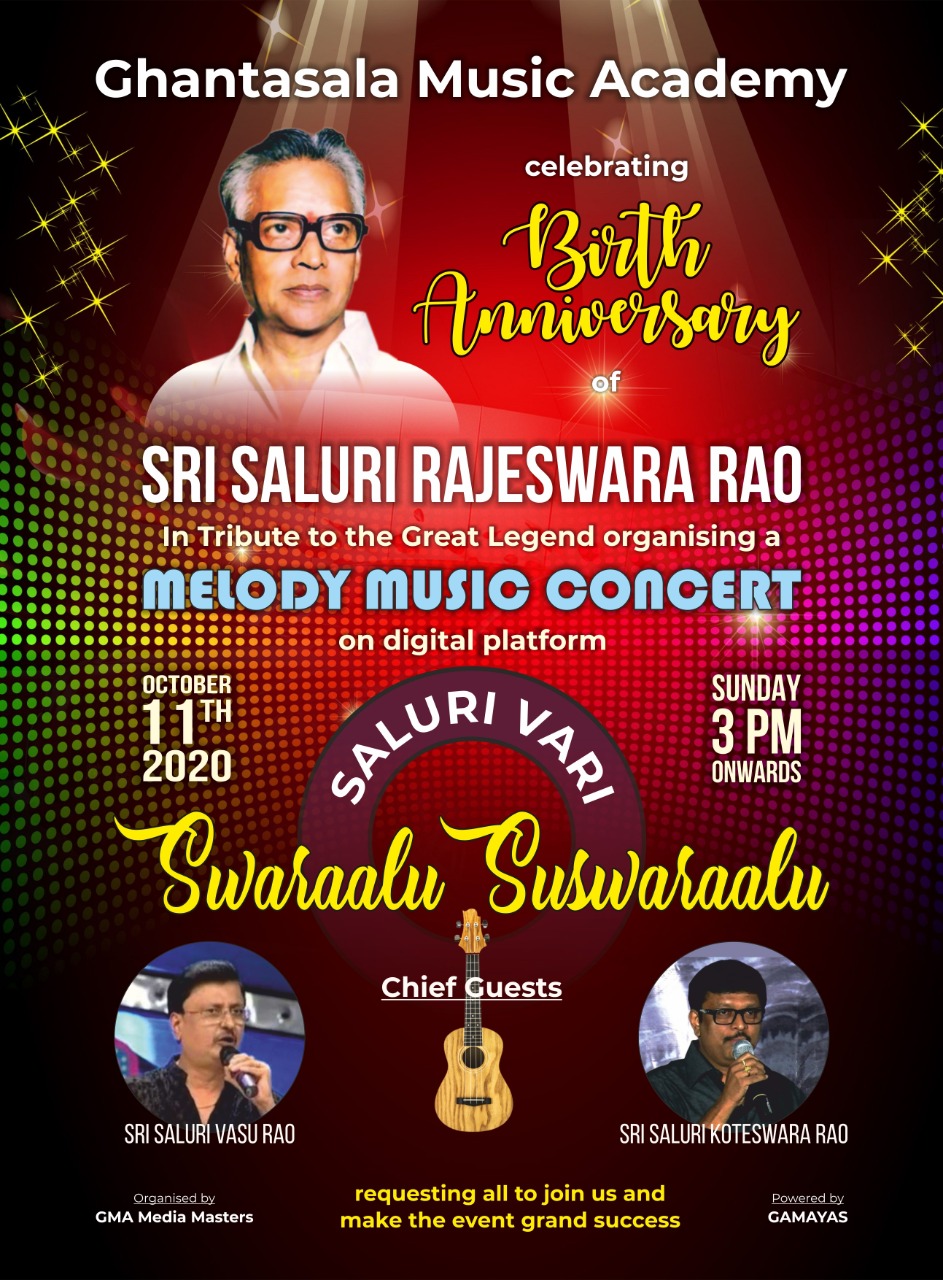 Ghantasala Music Academy
celebrating
Birth
Anniversary
of
SRI SALURI RAJESWARA RAO
In Tribute to the Great Legend organising a
MELODY MUSIC CONCERT
on digital platform
OCTOBER
11TH
2020
SUNDAY
3 PM
ONWARDS
SALURI VARI
Swaraalu Suswaraalu
Chief Guests
SRI SALURI VASU RAO
SRI SALURI KOTESWARA RAO
Organised by
GMA Media Masters
requesting all to join us and
make the event grand success
Powered by
GAMAYAS